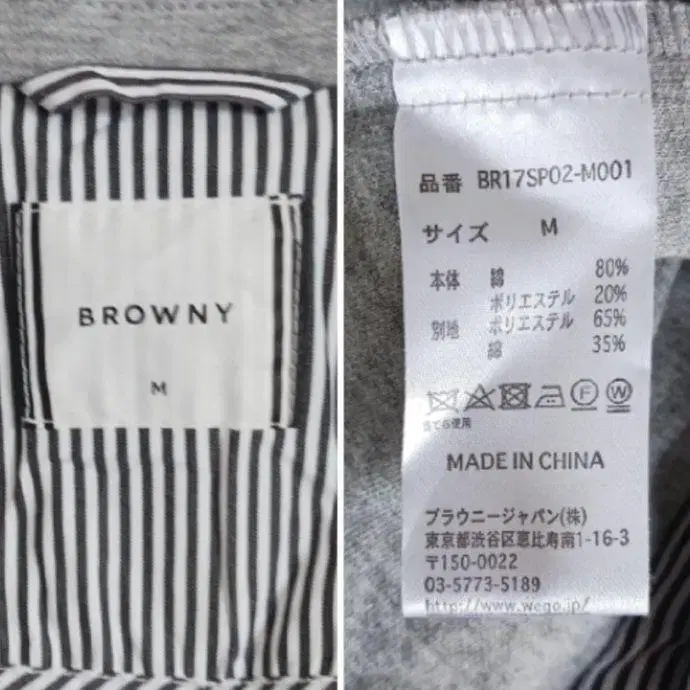 BROWNY
M
品番 BR17SP02-M001
サイズ M
本体 綿 80%
ポリエステル 20%
別地 ポリエステル 65%
綿 35%
F W
MADE IN CHINA
ブラウニージャパン(株)
東京都渋谷区恵比寿南1-16-3
〒150-0022
03-5773-5189
http://www.wego.jp/